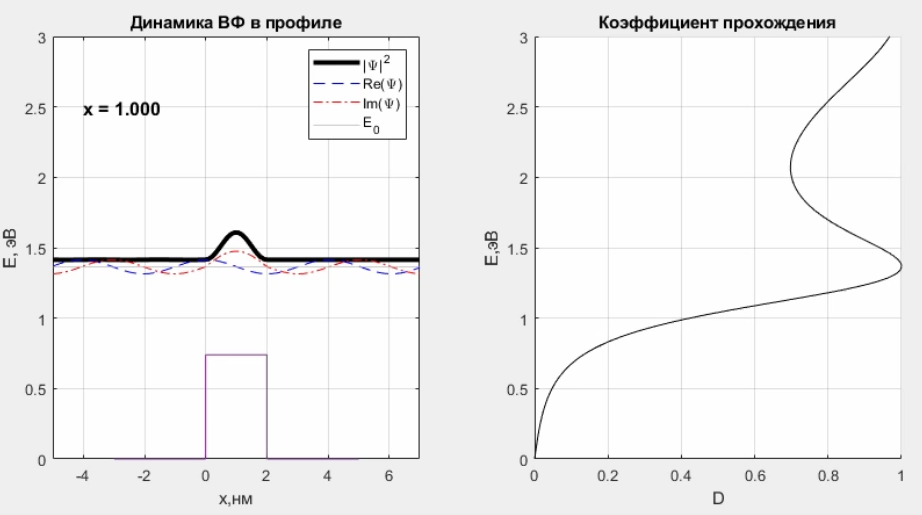 Динамика ВФ в профиле
3
2.5
2
1.5
1
0.5
0
E, эВ
x = 1.000
|Ψ|²
Re(Ψ)
Im(Ψ)
E₀
-4
-2
0
2
4
6
x,нм
Коэффициент прохождения
3
2.5
2
1.5
1
0.5
0
E,эВ
0
0.2
0.4
0.6
0.8
1
D